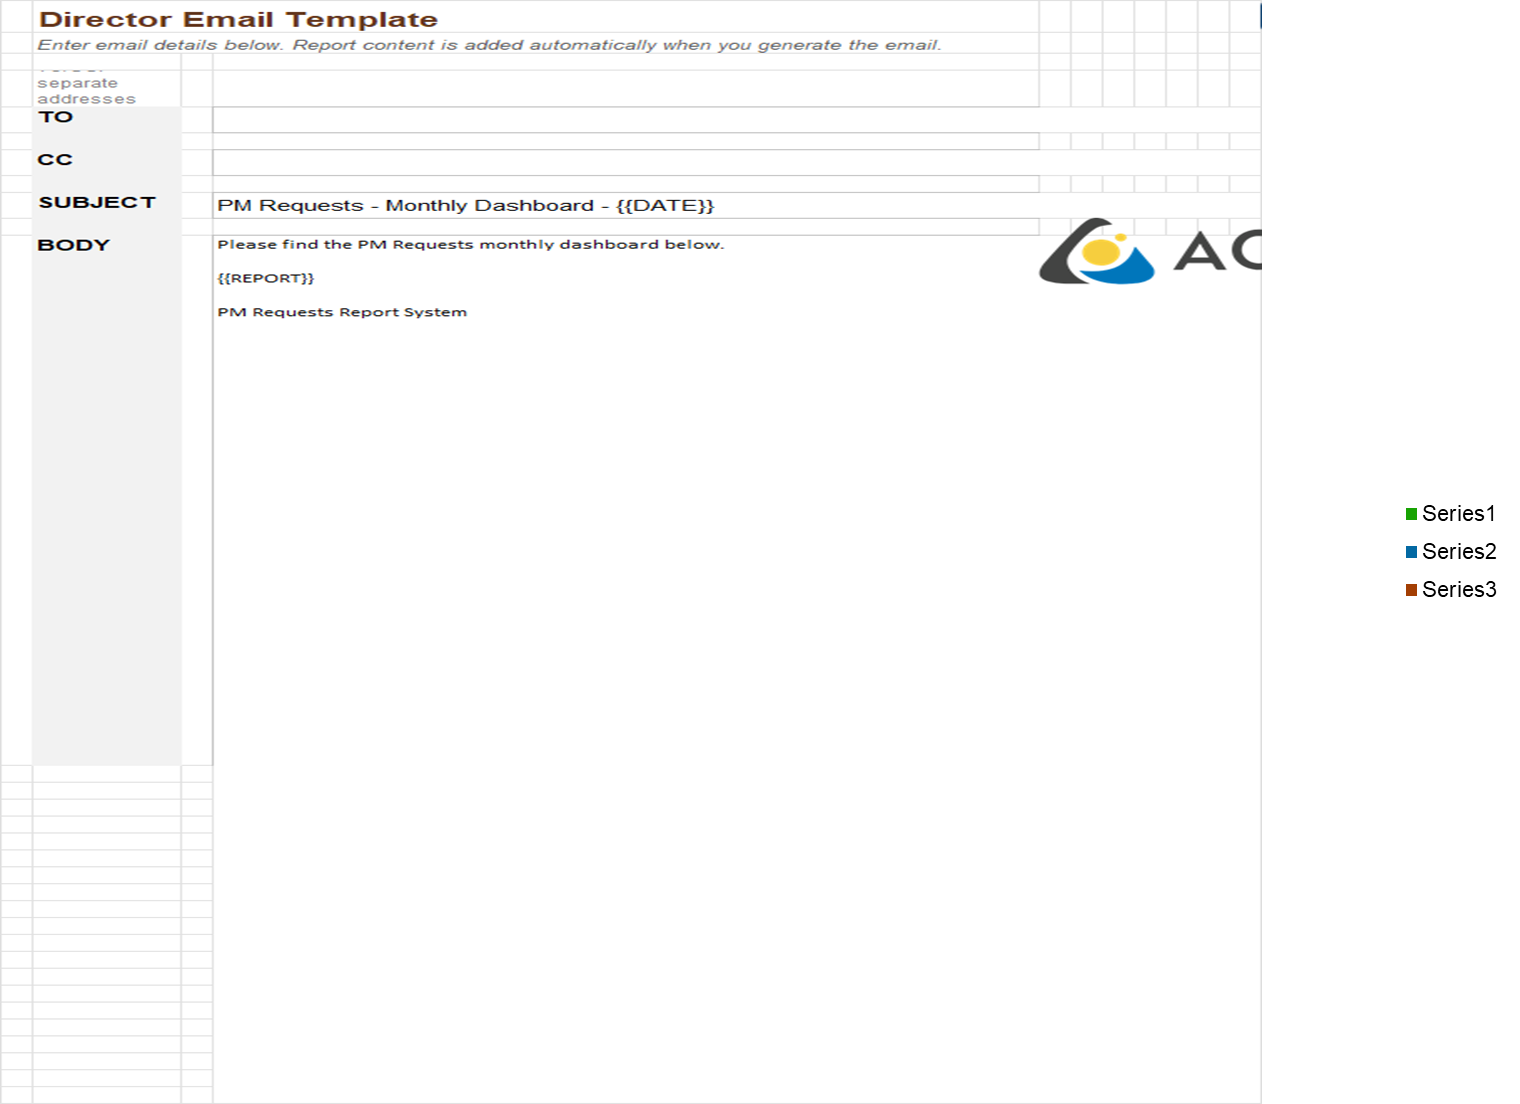 Director Email Template
Enter email details below. Report content is added automatically when you generate the email.
separate
addresses
TO
CC
SUBJECT
PM Requests - Monthly Dashboard - {{DATE}}
BODY
Please find the PM Requests monthly dashboard below.
{{REPORT}}
PM Requests Report System
Series1
Series2
Series3